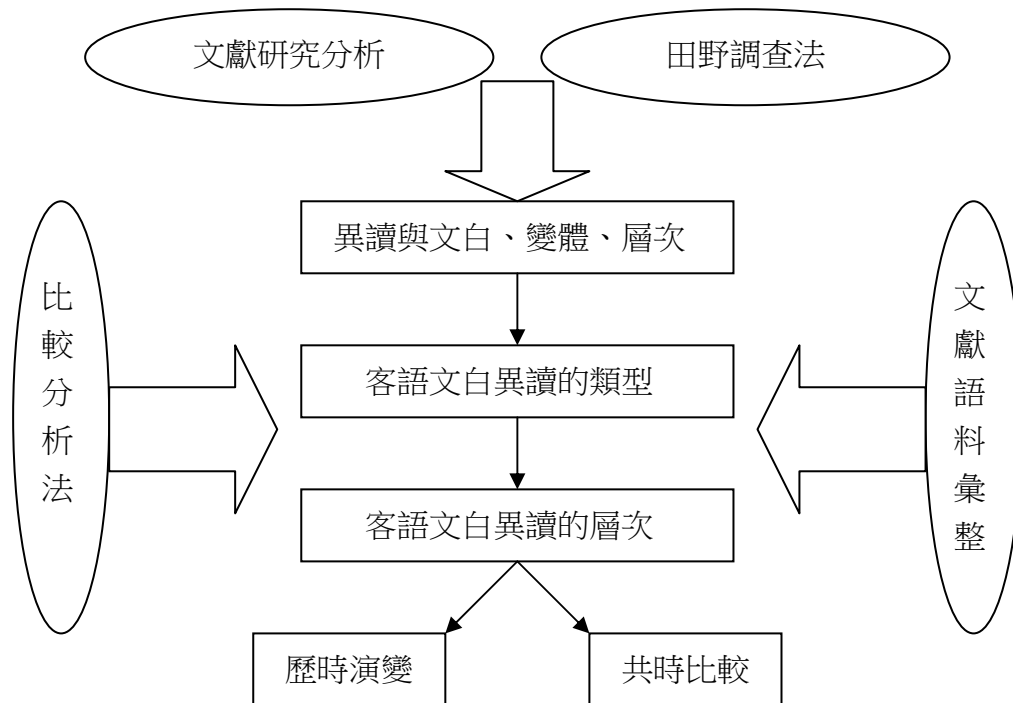 文獻研究分析
田野調查法
異讀與文白、變體、層次
比較分析法
客語文白異讀的類型
文獻語料彙整
客語文白異讀的層次
歷時演變
共時比較